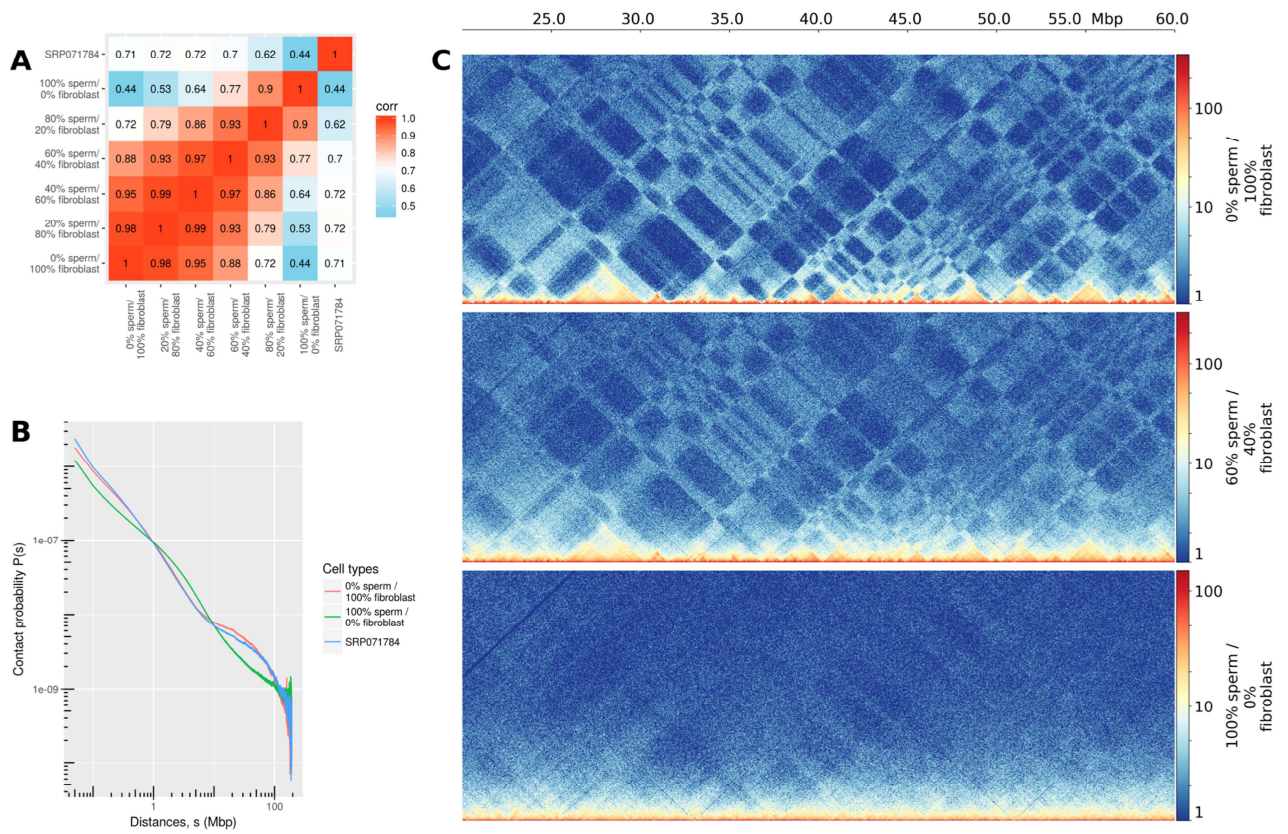 A
SRP071784
100% sperm/
0% fibroblast
80% sperm/
20% fibroblast
60% sperm/
40% fibroblast
40% sperm/
60% fibroblast
20% sperm/
80% fibroblast
0% sperm/
100% fibroblast
0.71 0.72 0.72 0.7 0.62 0.44 1
0.44 0.53 0.64 0.77 0.9 1 0.44
0.72 0.79 0.86 0.93 1 0.9 0.62
0.88 0.93 0.97 1 0.93 0.77 0.7
0.95 0.99 1 0.97 0.86 0.64 0.72
0.98 1 0.99 0.93 0.79 0.53 0.72
1 0.98 0.95 0.88 0.72 0.44 0.71
0% sperm/
100% fibroblast
20% sperm/
80% fibroblast
40% sperm/
60% fibroblast
60% sperm/
40% fibroblast
80% sperm/
20% fibroblast
100% sperm/
0% fibroblast
SRP071784
corr
1.0
0.9
0.8
0.7
0.6
0.5
B
Contact probability P(s)
1e-07
1e-09
1
100
Distances, s (Mbp)
Cell types
0% sperm /
100% fibroblast
100% sperm /
0% fibroblast
SRP071784
C
25.0 30.0 35.0 40.0 45.0 50.0 55.0 Mbp 60.0
100
10
1
0% sperm /
100%
fibroblast
100
10
1
60% sperm /
40%
fibroblast
100
10
1
100% sperm /
0%
fibroblast